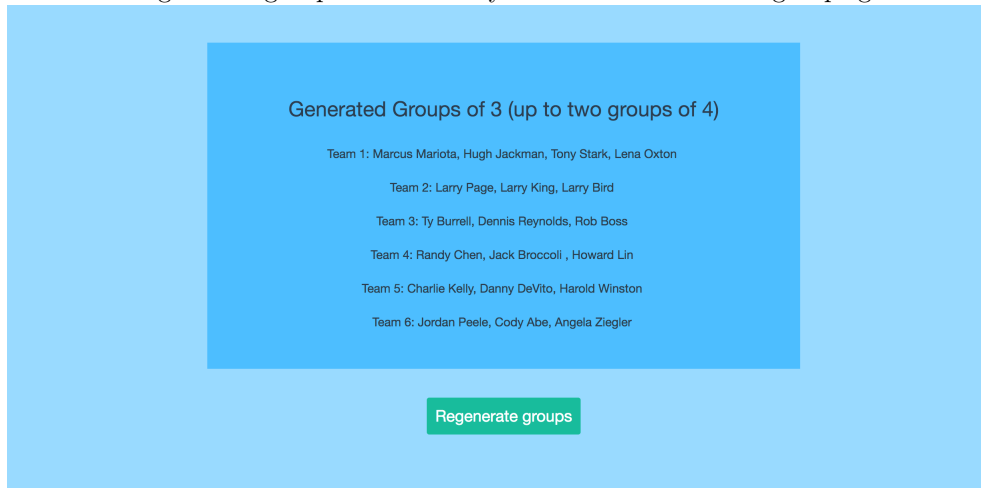 Generated Groups of 3 (up to two groups of 4)
Team 1: Marcus Mariota, Hugh Jackman, Tony Stark, Lena Oxton
Team 2: Larry Page, Larry King, Larry Bird
Team 3: Ty Burrell, Dennis Reynolds, Rob Boss
Team 4: Randy Chen, Jack Broccoli , Howard Lin
Team 5: Charlie Kelly, Danny DeVito, Harold Winston
Team 6: Jordan Peele, Cody Abe, Angela Ziegler
Regenerate groups